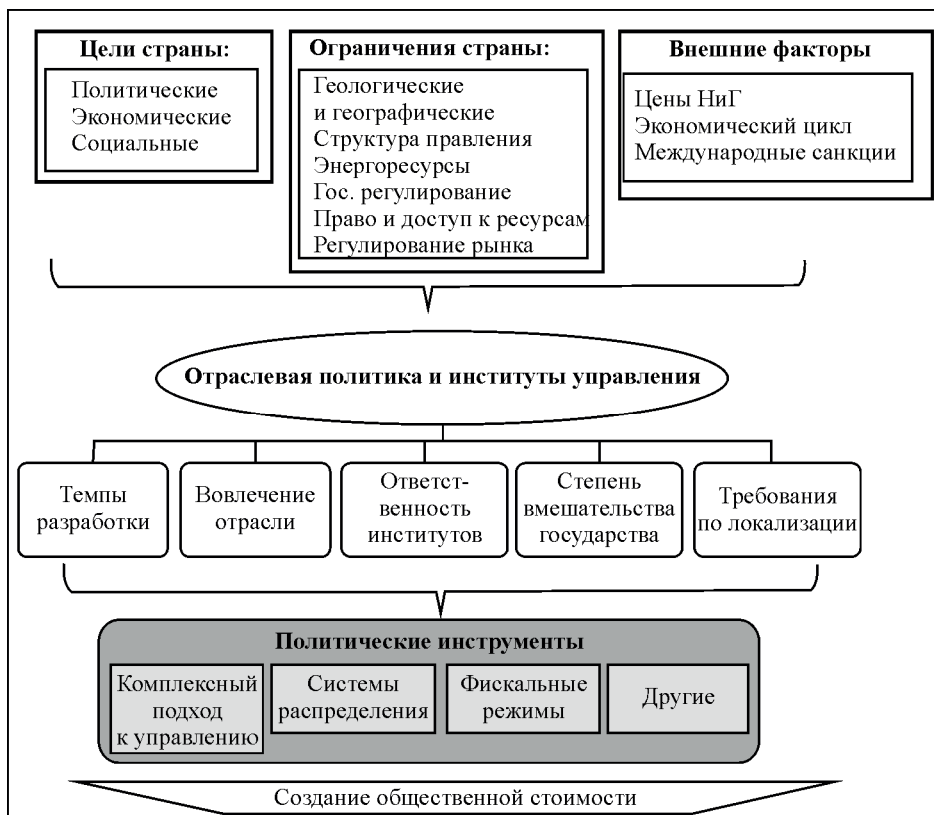 Цели страны:
Политические
Экономические
Социальные
Ограничения страны:
Геологические
и географические
Структура правления
Энергоресурсы
Гос. регулирование
Право и доступ к ресурсам
Регулирование рынка
Внешние факторы
Цены НиГ
Экономический цикл
Международные санкции
Отраслевая политика и институты управления
Темпы
разработки
Вовлечение
отрасли
Ответст-
венность
институтов
Степень
вмешательства
государства
Требования
по локализации
Политические инструменты
Комплексный
подход
к управлению
Системы
распределения
Фискальные
режимы
Другие
Создание общественной стоимости